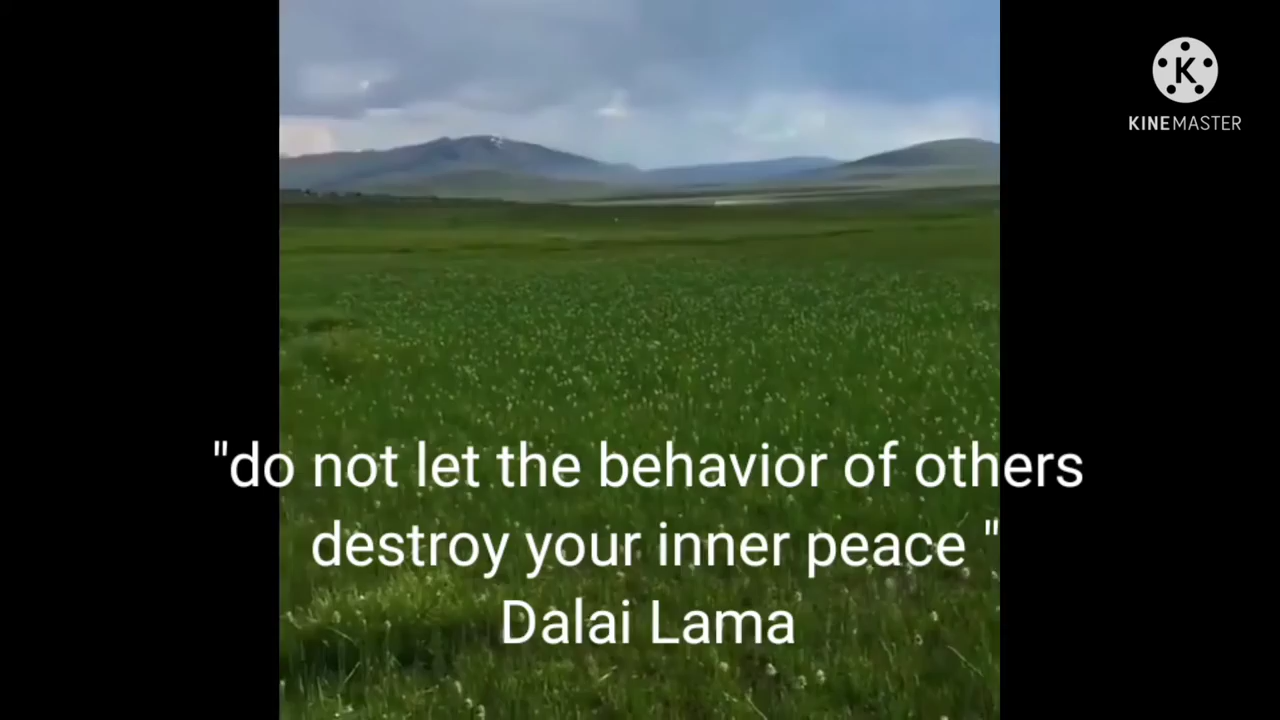 KINEMASTER
"do not let the behavior of others
destroy your inner peace "
Dalai Lama